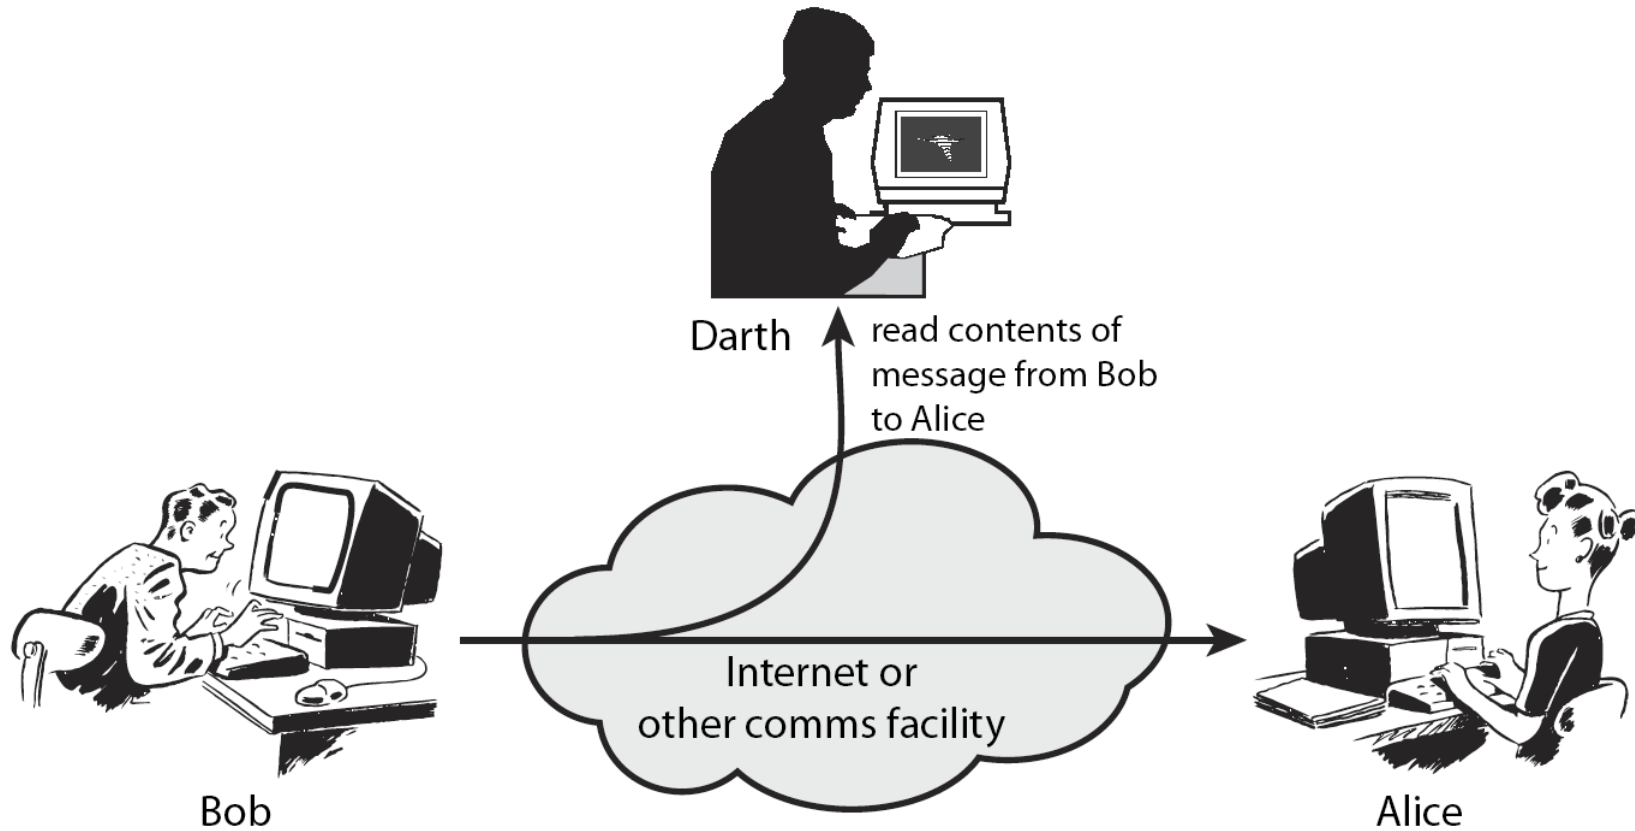 Darth
read contents of
message from Bob
to Alice
Internet or
other comms facility
Bob
Alice